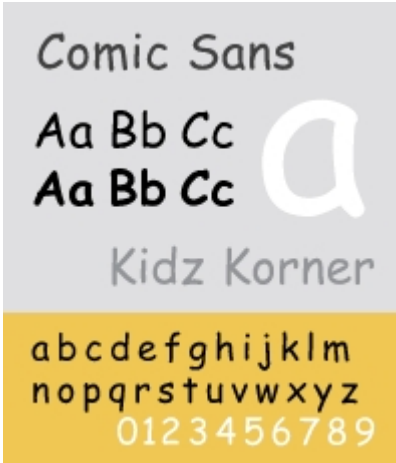 Comic Sans
Aa Bb Cc
Aa Bb Cc
a
Kidz Korner
abcdefghijklm
nopqrstuvwxyz
0123456789